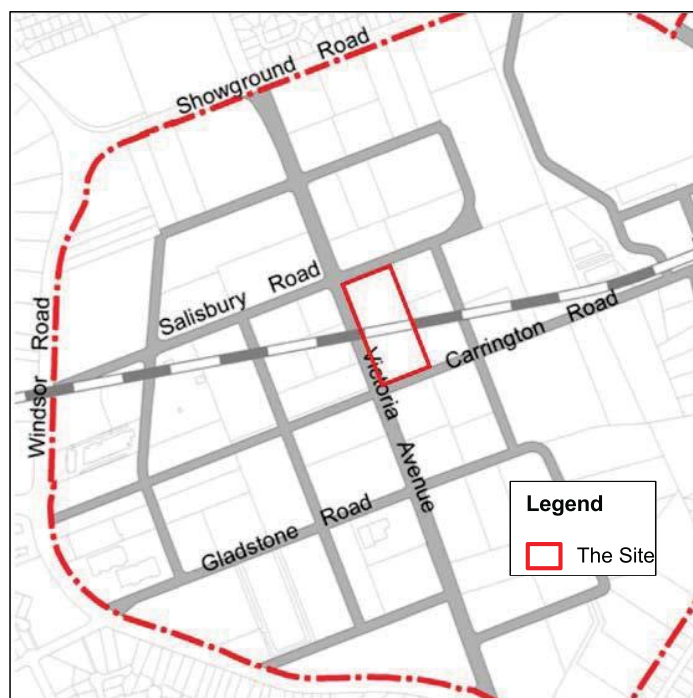 Showground Road
Salisbury Road
Windsor Road
Carrington Road
Victoria Avenue
Gladstone Road
Legend
The Site